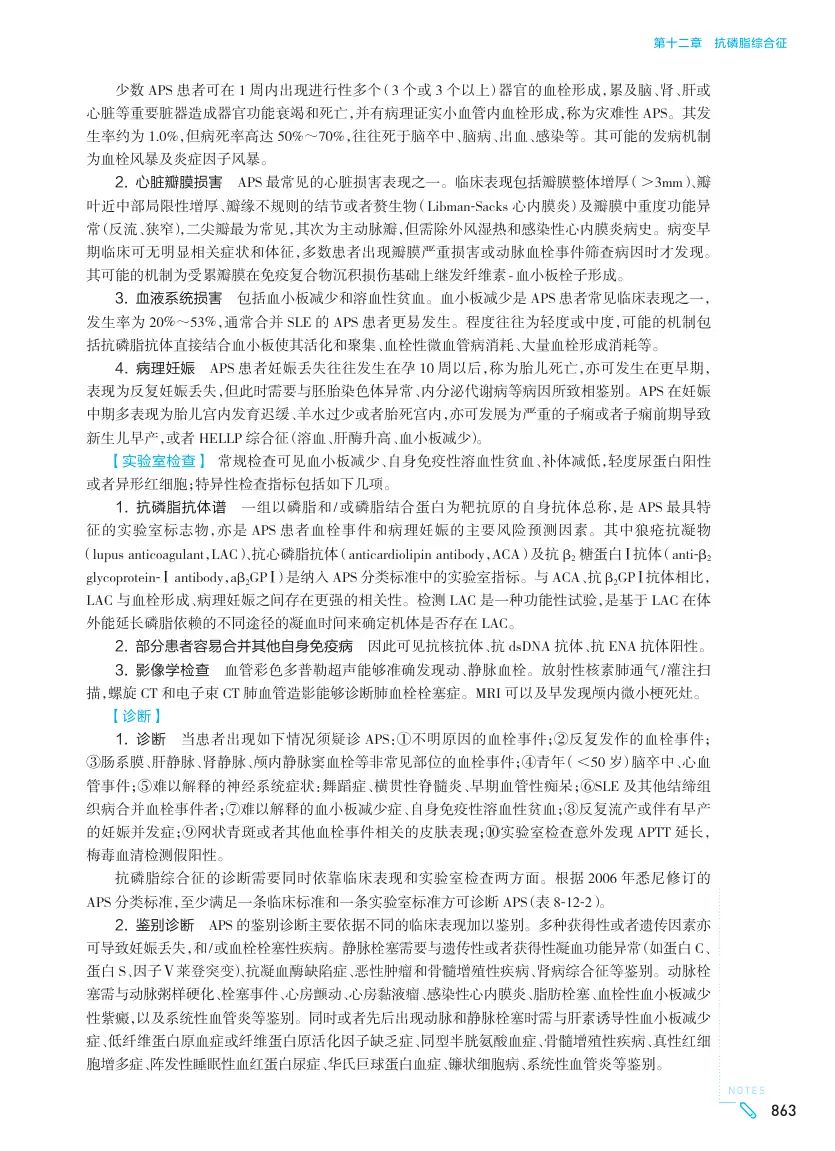 第十二章　抗磷脂综合征
少数 APS 患者可在 1 周内出现进行性多个（3 个或 3 个以上）器官的血栓形成，累及脑、肾、肝或
心脏等重要脏器造成器官功能衰竭和死亡，并有病理证实小血管内血栓形成，称为灾难性 APS。其发
生率约为 1.0%，但病死率高达 50%～70%，往往死于脑卒中、脑病、出血、感染等。其可能的发病机制
为血栓风暴及炎症因子风暴。
2. 心脏瓣膜损害　APS 最常见的心脏损害表现之一。临床表现包括瓣膜整体增厚（＞3mm）、瓣
叶近中部局限性增厚、瓣缘不规则的结节或者赘生物（Libman-Sacks 心内膜炎）及瓣膜中重度功能异
常（反流、狭窄），二尖瓣最为常见，其次为主动脉瓣，但需除外风湿热和感染性心内膜炎病史。病变早
期临床可无明显相关症状和体征，多数患者出现瓣膜严重损害或动脉血栓事件筛查病因时才发现。
其可能的机制为受累瓣膜在免疫复合物沉积损伤基础上继发纤维素 - 血小板栓子形成。
3. 血液系统损害　包括血小板减少和溶血性贫血。血小板减少是 APS 患者常见临床表现之一，
发生率为 20%～53%，通常合并 SLE 的 APS 患者更易发生。程度往往为轻度或中度，可能的机制包
括抗磷脂抗体直接结合血小板使其活化和聚集、血栓性微血管病消耗、大量血栓形成消耗等。
4. 病理妊娠　APS 患者妊娠丢失往往发生在孕 10 周以后，称为胎儿死亡，亦可发生在更早期，
表现为反复妊娠丢失，但此时需要与胚胎染色体异常、内分泌代谢病等病因所致相鉴别。APS 在妊娠
中期多表现为胎儿宫内发育迟缓、羊水过少或者胎死宫内，亦可发展为严重的子痫或者子痫前期导致
新生儿早产，或者 HELLP 综合征（溶血、肝酶升高、血小板减少）。
【实验室检查】　常规检查可见血小板减少、自身免疫性溶血性贫血、补体减低，轻度尿蛋白阳性
或者异形红细胞；特异性检查指标包括如下几项。
1. 抗磷脂抗体谱　一组以磷脂和/或磷脂结合蛋白为靶抗原的自身抗体总称，是 APS 最具特
征的实验室标志物，亦是 APS 患者血栓事件和病理妊娠的主要风险预测因素。其中狼疮抗凝物
（lupus anticoagulant，LAC）、抗心磷脂抗体（anticardiolipin antibody，ACA）及抗 β₂ 糖蛋白Ⅰ抗体（anti-β₂
glycoprotein-Ⅰ antibody，aβ₂GPⅠ）是纳入 APS 分类标准中的实验室指标。与 ACA、抗 β₂GPⅠ抗体相比，
LAC 与血栓形成、病理妊娠之间存在更强的相关性。检测 LAC 是一种功能性试验，是基于 LAC 在体
外能延长磷脂依赖的不同途径的凝血时间来确定机体是否存在 LAC。
2. 部分患者容易合并其他自身免疫病　因此可见抗核抗体、抗 dsDNA 抗体、抗 ENA 抗体阳性。
3. 影像学检查　血管彩色多普勒超声能够准确发现动、静脉血栓。放射性核素肺通气/灌注扫
描，螺旋 CT 和电子束 CT 肺血管造影能够诊断肺血栓栓塞症。MRI 可以及早发现颅内微小梗死灶。
【诊断】
1. 诊断　当患者出现如下情况须疑诊 APS：①不明原因的血栓事件；②反复发作的血栓事件；
③肠系膜、肝静脉、肾静脉、颅内静脉窦血栓等非常见部位的血栓事件；④青年（＜50 岁）脑卒中、心血
管事件；⑤难以解释的神经系统症状：舞蹈症、横贯性脊髓炎、早期血管性痴呆；⑥SLE 及其他结缔组
织病合并血栓事件者；⑦难以解释的血小板减少症、自身免疫性溶血性贫血；⑧反复流产或伴有早产
的妊娠并发症；⑨网状青斑或者其他血栓事件相关的皮肤表现；⑩实验室检查意外发现 APTT 延长，
梅毒血清检测假阳性。
抗磷脂综合征的诊断需要同时依靠临床表现和实验室检查两方面。根据 2006 年悉尼修订的
APS 分类标准，至少满足一条临床标准和一条实验室标准方可诊断 APS（表 8-12-2）。
2. 鉴别诊断　APS 的鉴别诊断主要依据不同的临床表现加以鉴别。多种获得性或者遗传因素亦
可导致妊娠丢失，和/或血栓栓塞性疾病。静脉栓塞需要与遗传性或者获得性凝血功能异常（如蛋白 C、
蛋白 S、因子Ⅴ莱登突变）、抗凝血酶缺陷症、恶性肿瘤和骨髓增殖性疾病、肾病综合征等鉴别。动脉栓
塞需与动脉粥样硬化、栓塞事件、心房颤动、心房黏液瘤、感染性心内膜炎、脂肪栓塞、血栓性血小板减少
性紫癜，以及系统性血管炎等鉴别。同时或者先后出现动脉和静脉栓塞时需与肝素诱导性血小板减少
症、低纤维蛋白原血症或纤维蛋白原活化因子缺乏症、同型半胱氨酸血症、骨髓增殖性疾病、真性红细
胞增多症、阵发性睡眠性血红蛋白尿症、华氏巨球蛋白血症、镰状细胞病、系统性血管炎等鉴别。
NOTES
863